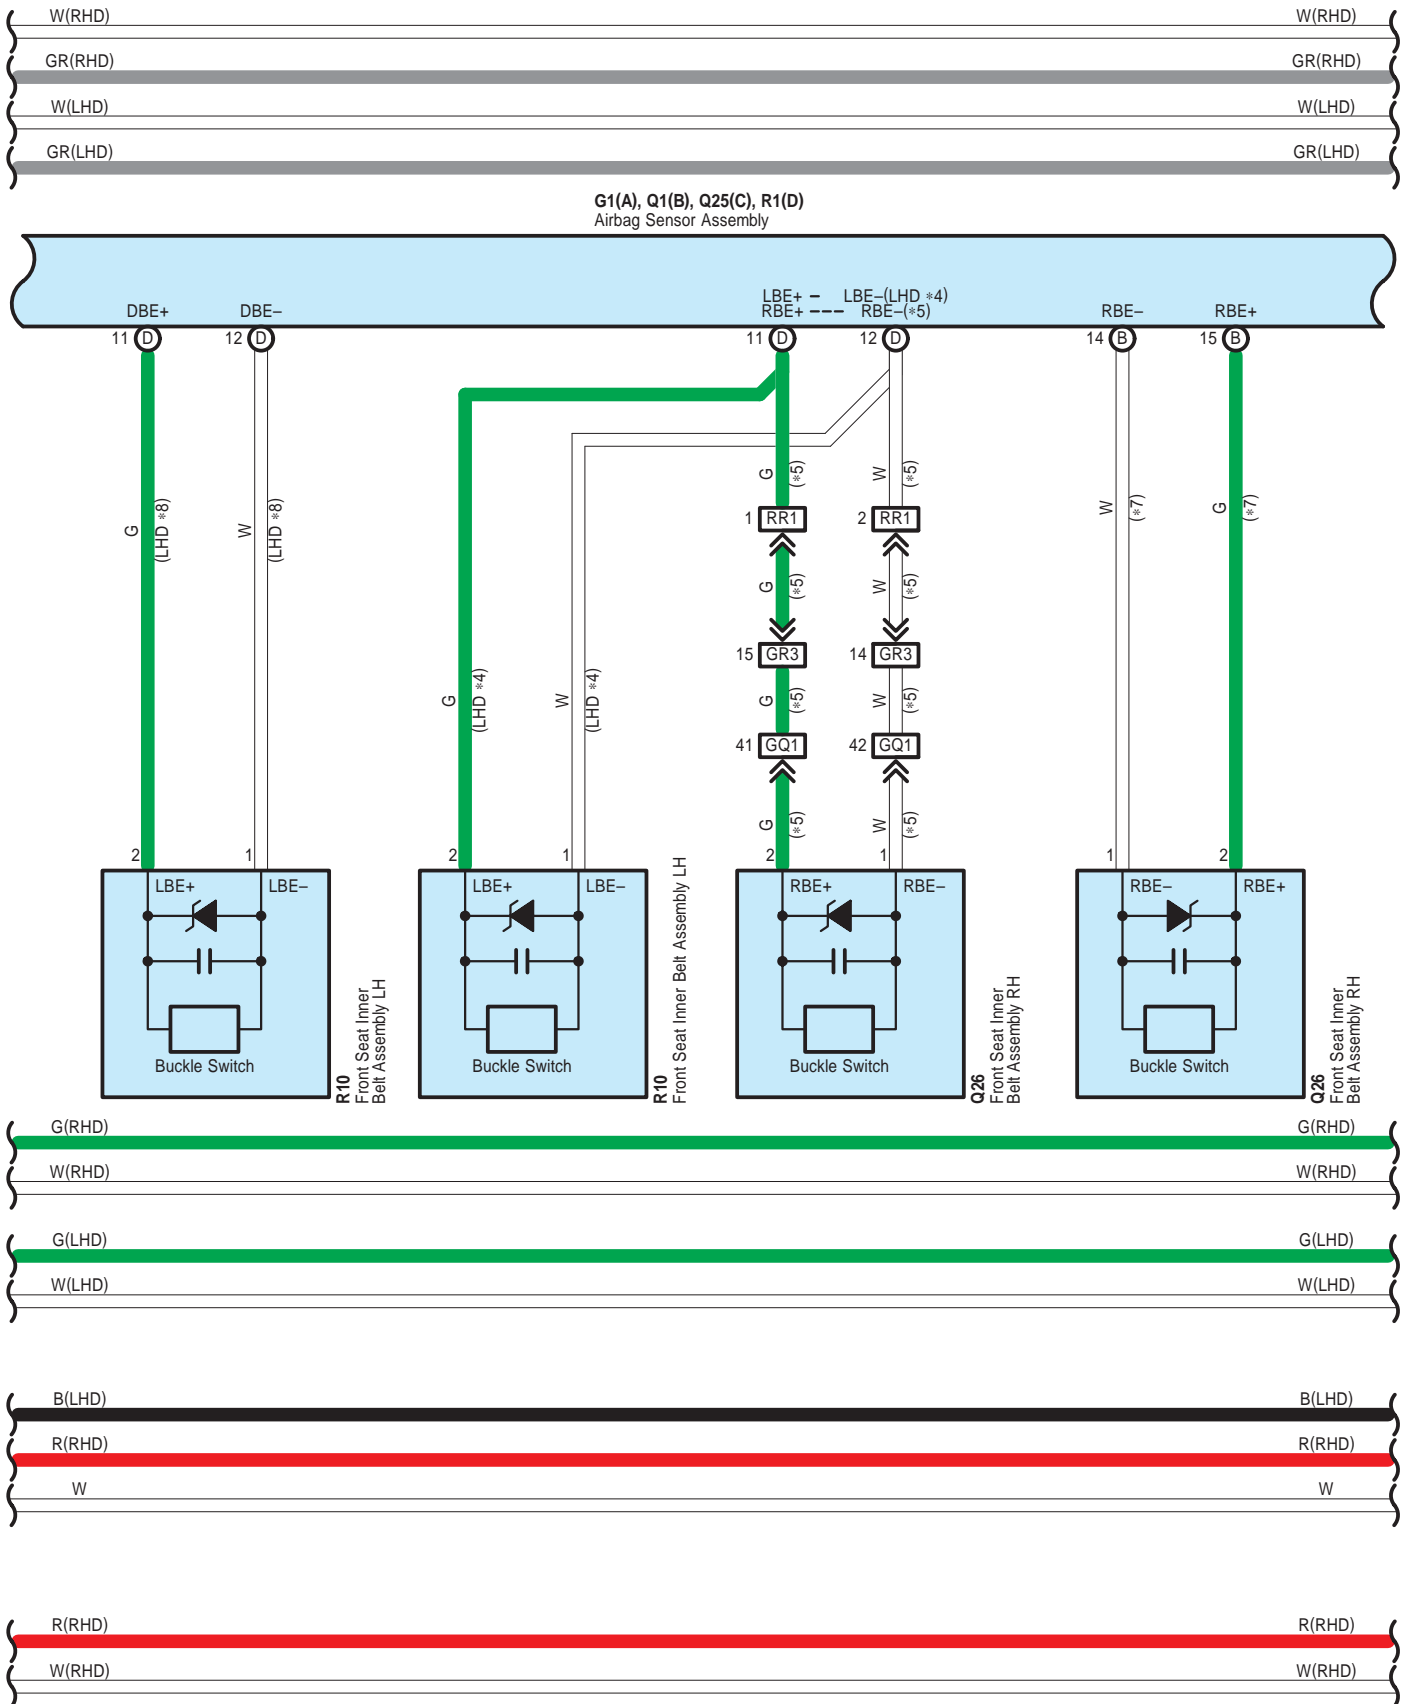 W(RHD) W(RHD)
GR(RHD) GR(RHD)
W(LHD) W(LHD)
GR(LHD) GR(LHD)
G1(A), Q1(B), Q25(C), R1(D)
Airbag Sensor Assembly
LBE+ − LBE−(LHD ∗4)
DBE+ DBE− RBE+ −−− RBE−(∗5) RBE− RBE+
11 D 12 D 11 D 12 D 14 B 15 B
G (LHD ∗8)
W (LHD ∗8)
G (LHD ∗4)
W (LHD ∗4)
G (∗5)
W (∗5)
W (∗7)
G (∗7)
1 RR1 2 RR1
G (∗5)
W (∗5)
15 GR3 14 GR3
G (∗5)
W (∗5)
41 GQ1 42 GQ1
G (∗5)
W (∗5)
2 1 2 1 2 1 1 2
LBE+ LBE− LBE+ LBE− RBE+ RBE− RBE− RBE+
Buckle Switch Buckle Switch Buckle Switch Buckle Switch
R10
Front Seat Inner
Belt Assembly LH
R10
Front Seat Inner Belt Assembly LH
Q26
Front Seat Inner
Belt Assembly RH
Q26
Front Seat Inner
Belt Assembly RH
G(RHD) G(RHD)
W(RHD) W(RHD)
G(LHD) G(LHD)
W(LHD) W(LHD)
B(LHD) B(LHD)
R(RHD) R(RHD)
W W
R(RHD) R(RHD)
W(RHD) W(RHD)